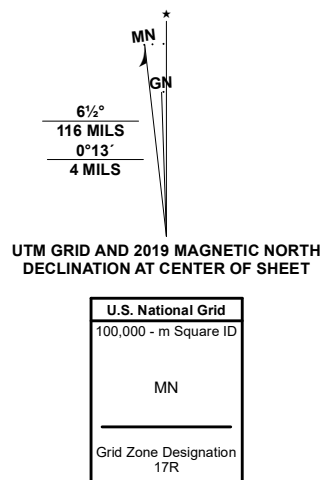 ★
MN
GN
6½°
116 MILS
0°13´
4 MILS
UTM GRID AND 2019 MAGNETIC NORTH
DECLINATION AT CENTER OF SHEET
U.S. National Grid
100,000 - m Square ID
MN
Grid Zone Designation
17R